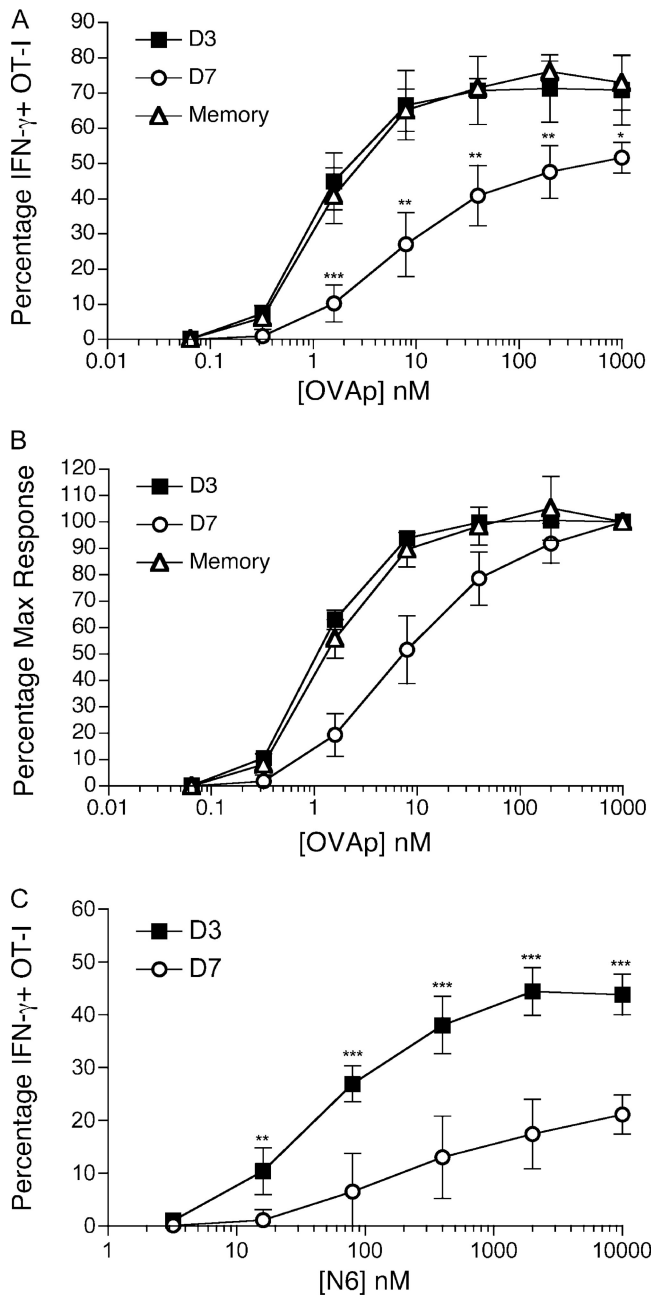 A
Percentage IFN-γ+ OT-I
90
80
70
60
50
40
30
20
10
0
D3
D7
Memory
***
**
**
**
*
0.01 0.1 1 10 100 1000
[OVAp] nM
B
Percentage Max Response
120
110
100
90
80
70
60
50
40
30
20
10
0
D3
D7
Memory
0.01 0.1 1 10 100 1000
[OVAp] nM
C
Percentage IFN-γ+ OT-I
60
50
40
30
20
10
0
D3
D7
**
***
***
***
***
1 10 100 1000 10000
[N6] nM